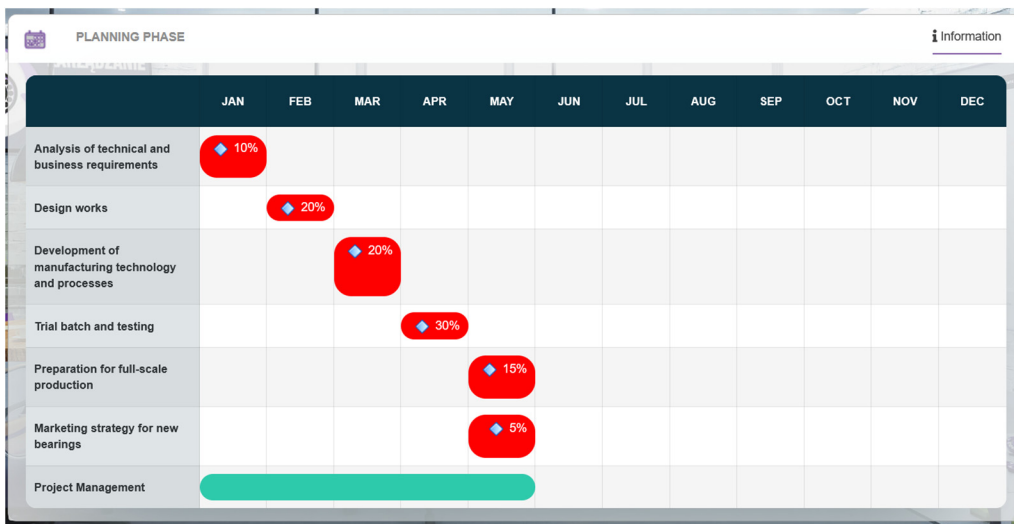 PLANNING PHASE
Information
ZARZĄDZANIE
JAN FEB MAR APR MAY JUN JUL AUG SEP OCT NOV DEC
Analysis of technical and
business requirements
10%
Design works
20%
Development of
manufacturing technology
and processes
20%
Trial batch and testing
30%
Preparation for full-scale
production
15%
Marketing strategy for new
bearings
5%
Project Management